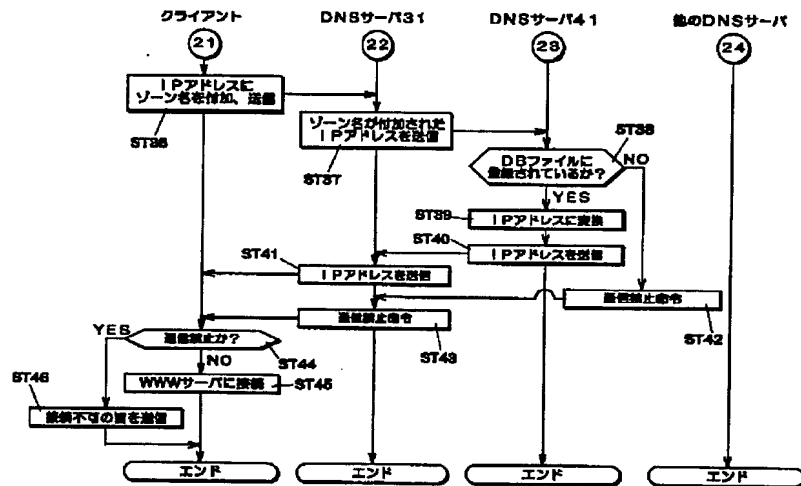 クライアント
DNSサーバ31
DNSサーバ41
他のDNSサーバ
21
22
23
24
IPアドレスに
ゾーン名を付加、送信
ST36
ゾーン名が付加された
IPアドレスを送信
ST37
DBファイルに
登録されているか?
ST38
NO
YES
ST39
IPアドレスに変換
ST40
IPアドレスを送信
ST41
IPアドレスを送信
通信禁止命令
ST42
通信禁止命令
ST43
YES
通信禁止か?
ST44
NO
WWWサーバに接続
ST45
ST46
接続不可の旨を送信
エンド
エンド
エンド
エンド